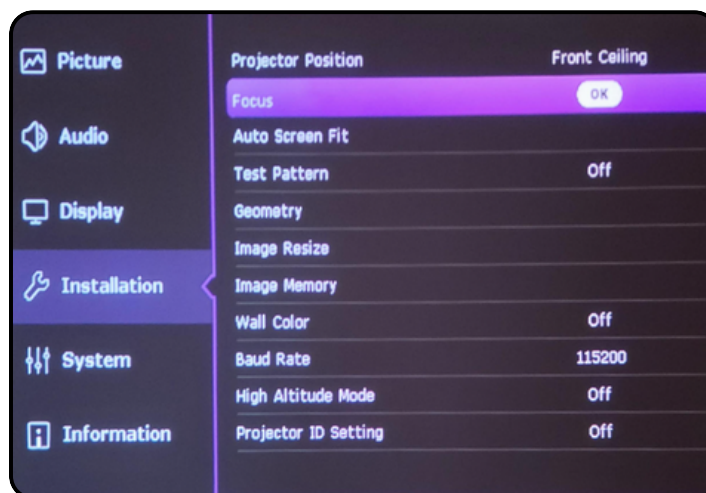 Picture
Audio
Display
Installation
System
Information
Projector Position Front Ceiling
Focus OK
Auto Screen Fit
Test Pattern Off
Geometry
Image Resize
Image Memory
Wall Color Off
Baud Rate 115200
High Altitude Mode Off
Projector ID Setting Off